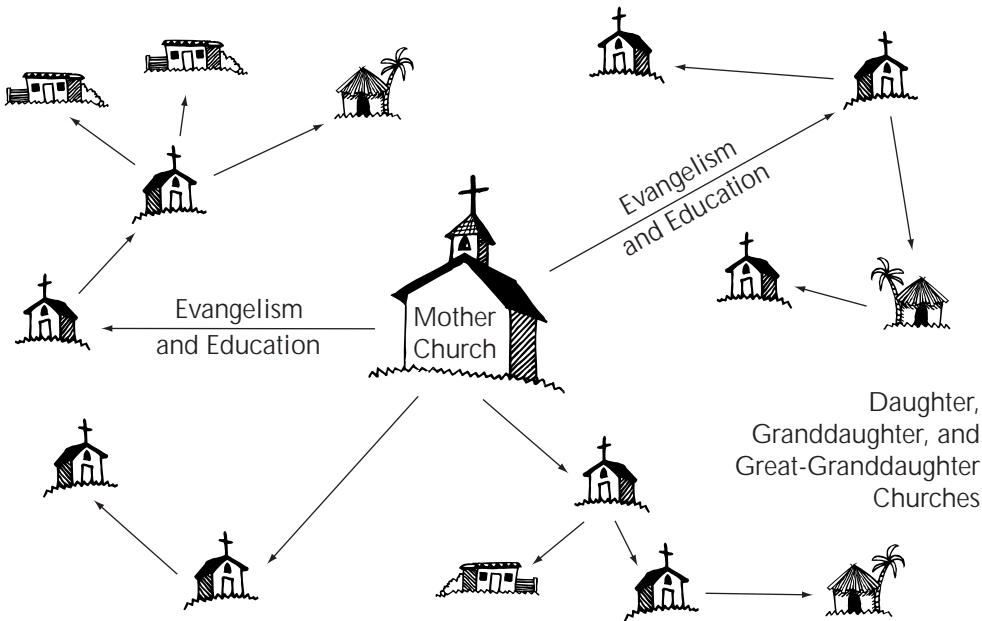 Evangelism
and Education
Evangelism
and Education
Mother
Church
Daughter,
Granddaughter, and
Great-Granddaughter
Churches